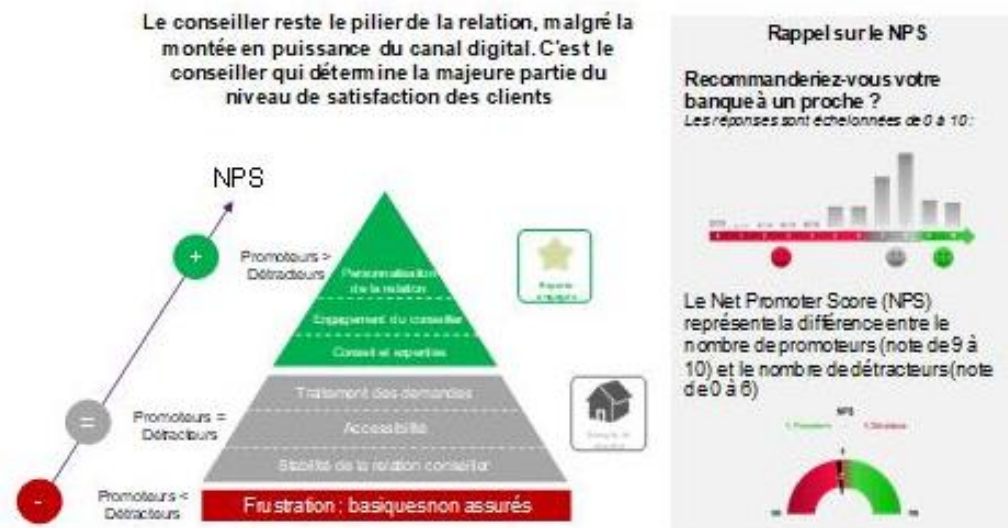 Le conseiller reste le pilier de la relation, malgré la
montée en puissance du canal digital. C'est le
conseiller qui détermine la majeure partie du
niveau de satisfaction des clients
NPS
+
Promoteurs >
Détracteurs
Personnalisation
de la relation
Engagement du conseiller
Conseil et expertise
=
Promoteurs =
Détracteurs
Traitement des demandes
Accessibilité
Stabilité de la relation conseiller
-
Promoteurs <
Détracteurs
Frustration : basiques non assurés
Rappel sur le NPS
Recommanderiez-vous votre
banque à un proche ?
Les réponses sont échelonnées de 0 à 10 :
Le Net Promoter Score (NPS)
représente la différence entre le
nombre de promoteurs (note de 9 à
10) et le nombre de détracteurs (note
de 0 à 6)
NPS